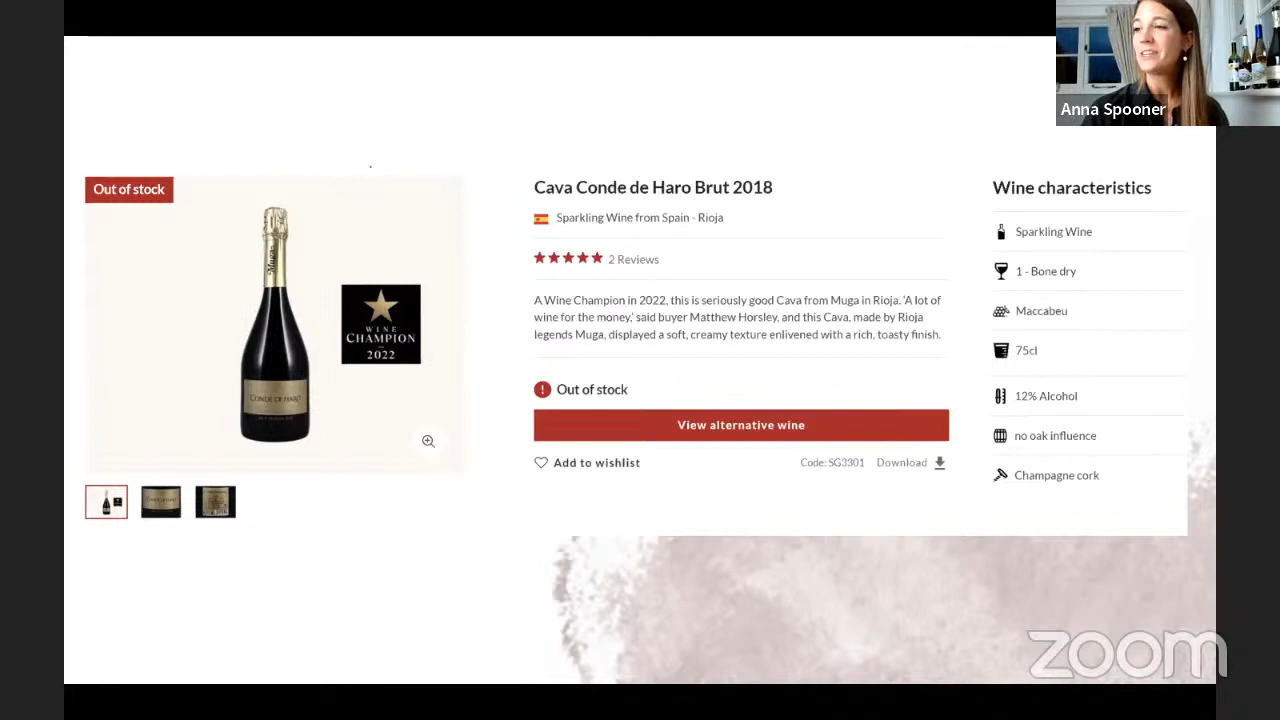 Anna Spooner
Out of stock
Muga
WINE
CHAMPION
2022
CONDE DE HARO
Cava Conde de Haro Brut 2018
Sparkling Wine from Spain - Rioja
2 Reviews
A Wine Champion in 2022, this is seriously good Cava from Muga in Rioja. 'A lot of
wine for the money,' said buyer Matthew Horsley, and this Cava, made by Rioja
legends Muga, displayed a soft, creamy texture enlivened with a rich, toasty finish.
! Out of stock
View alternative wine
Add to wishlist
Code: SG3301 Download
Wine characteristics
Sparkling Wine
1 - Bone dry
Maccabeu
75cl
12% Alcohol
no oak influence
Champagne cork
zoom